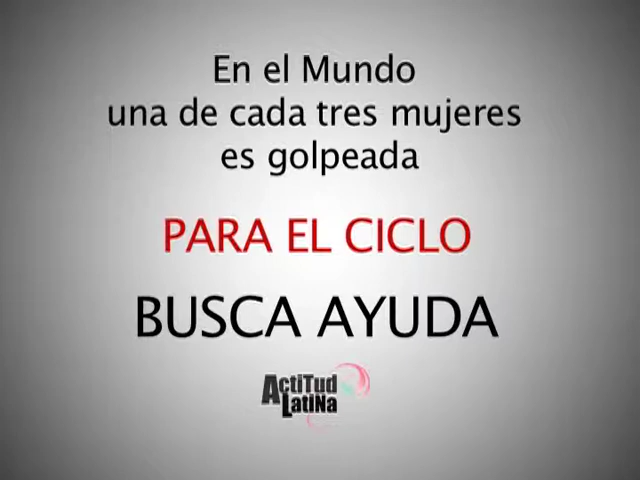 En el Mundo
una de cada tres mujeres
es golpeada
PARA EL CICLO
BUSCA AYUDA
ActiTud
LatiNa